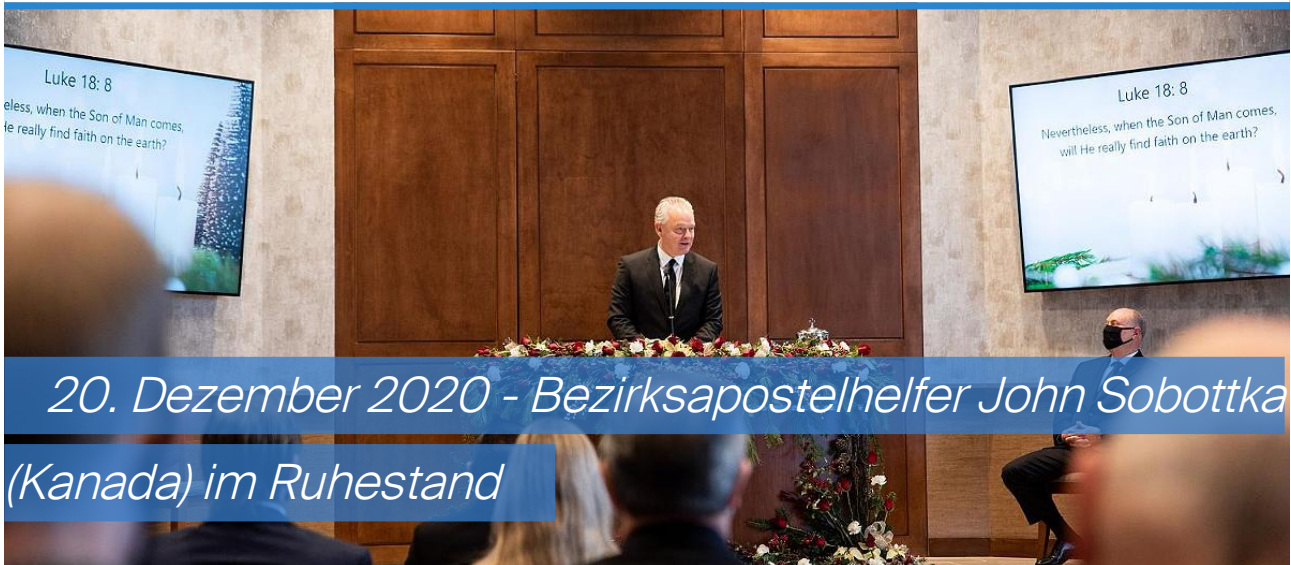 Luke 18: 8
eless, when the Son of Man comes,
He really find faith on the earth?
Luke 18: 8
Nevertheless, when the Son of Man comes,
will He really find faith on the earth?
20. Dezember 2020 - Bezirksapostelhelfer John Sobottka
(Kanada) im Ruhestand